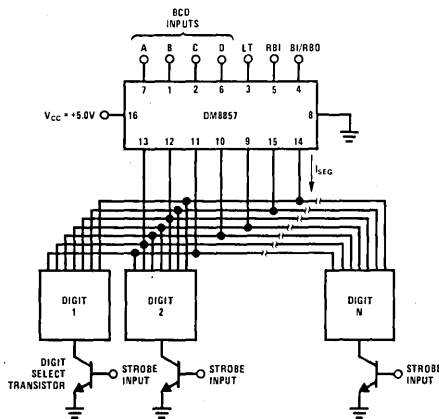 BCD
INPUTS
A B C D LT RBI BI/RBO
7 1 2 6 3 5 4
VCC = +5.0V 16 DM8857 8
13 12 11 10 9 15 14
ISEG
DIGIT
1
DIGIT
2
DIGIT
N
DIGIT
SELECT
TRANSISTOR
STROBE
INPUT
STROBE
INPUT
STROBE
INPUT